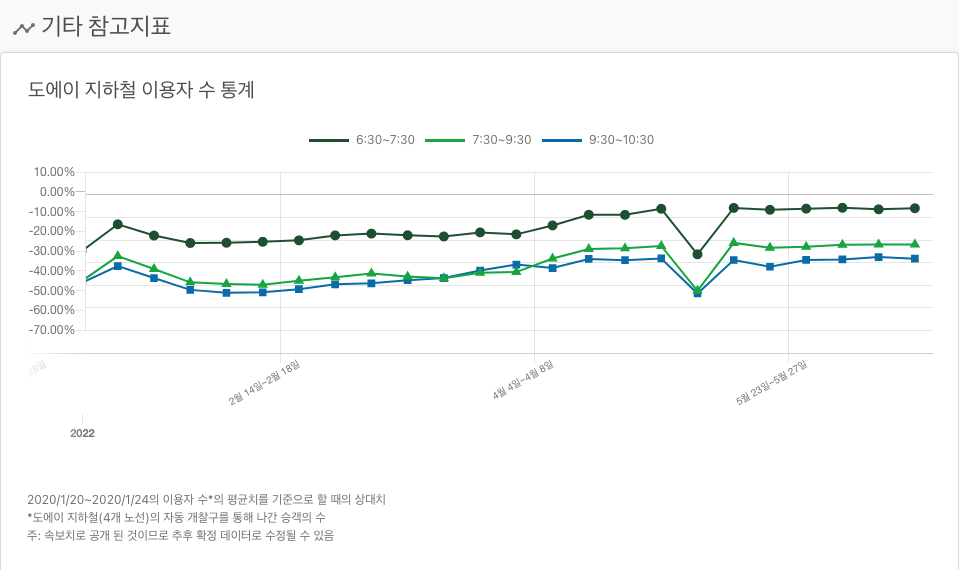 기타 참고지표
도에이 지하철 이용자 수 통계
6:30~7:30 7:30~9:30 9:30~10:30
10.00%
0.00%
-10.00%
-20.00%
-30.00%
-40.00%
-50.00%
-60.00%
-70.00%
2월 14일~2월 18일 4월 4일~4월 8일 5월 23일~5월 27일
2022
2020/1/20~2020/1/24의 이용자 수*의 평균치를 기준으로 할 때의 상대치
*도에이 지하철(4개 노선)의 자동 개찰구를 통해 나간 승객의 수
주: 속보치로 공개 된 것이므로 추후 확정 데이터로 수정될 수 있음